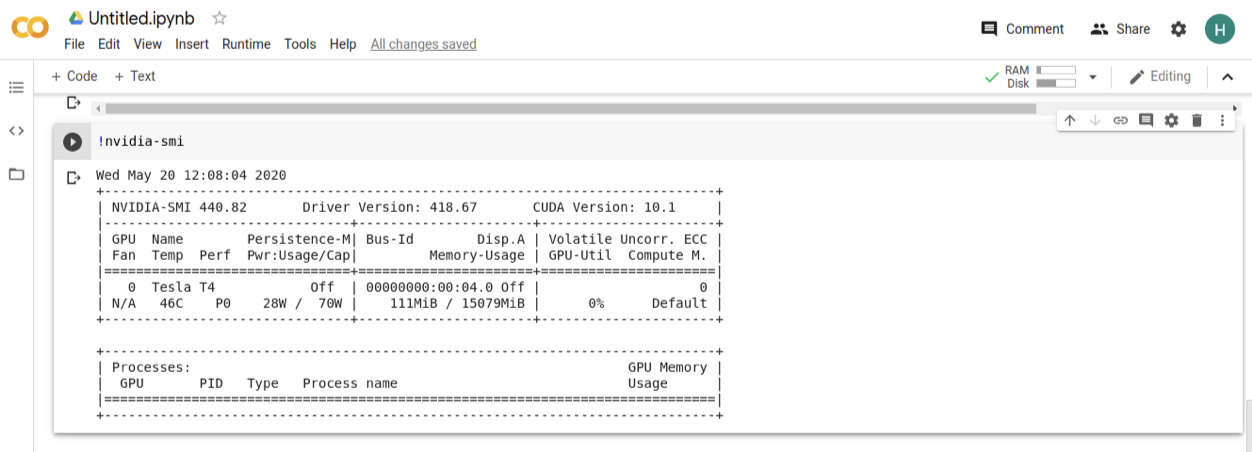 CO Untitled.ipynb
File Edit View Insert Runtime Tools Help All changes saved
Comment Share H
+ Code + Text
RAM
Disk
Editing
!nvidia-smi
Wed May 20 12:08:04 2020
+-----------------------------------------------------------------------------+
| NVIDIA-SMI 440.82       Driver Version: 418.67       CUDA Version: 10.1     |
|-------------------------------+----------------------+----------------------+
| GPU  Name        Persistence-M| Bus-Id        Disp.A | Volatile Uncorr. ECC |
| Fan  Temp  Perf  Pwr:Usage/Cap|         Memory-Usage | GPU-Util  Compute M. |
|===============================+======================+======================|
|   0  Tesla T4            Off  | 00000000:00:04.0 Off |                    0 |
| N/A   46C    P0    28W /  70W |    111MiB / 15079MiB |      0%      Default |
+-------------------------------+----------------------+----------------------+
+-----------------------------------------------------------------------------+
| Processes:                                                       GPU Memory |
|  GPU       PID   Type   Process name                             Usage      |
|=============================================================================|
+-----------------------------------------------------------------------------+